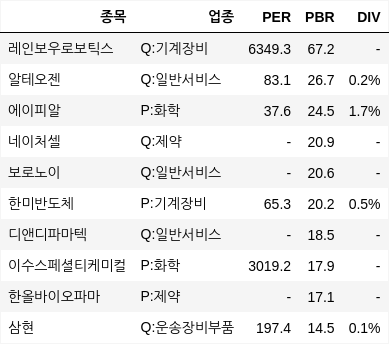 종목 업종 PER PBR DIV
레인보우로보틱스 Q:기계장비 6349.3 67.2 -
알테오젠 Q:일반서비스 83.1 26.7 0.2%
에이피알 P:화학 37.6 24.5 1.7%
네이처셀 Q:제약 - 20.9 -
보로노이 Q:일반서비스 - 20.6 -
한미반도체 P:기계장비 65.3 20.2 0.5%
디앤디파마텍 Q:일반서비스 - 18.5 -
이수스페셜티케미컬 P:화학 3019.2 17.9 -
한올바이오파마 P:제약 - 17.1 -
삼현 Q:운송장비부품 197.4 14.5 0.1%